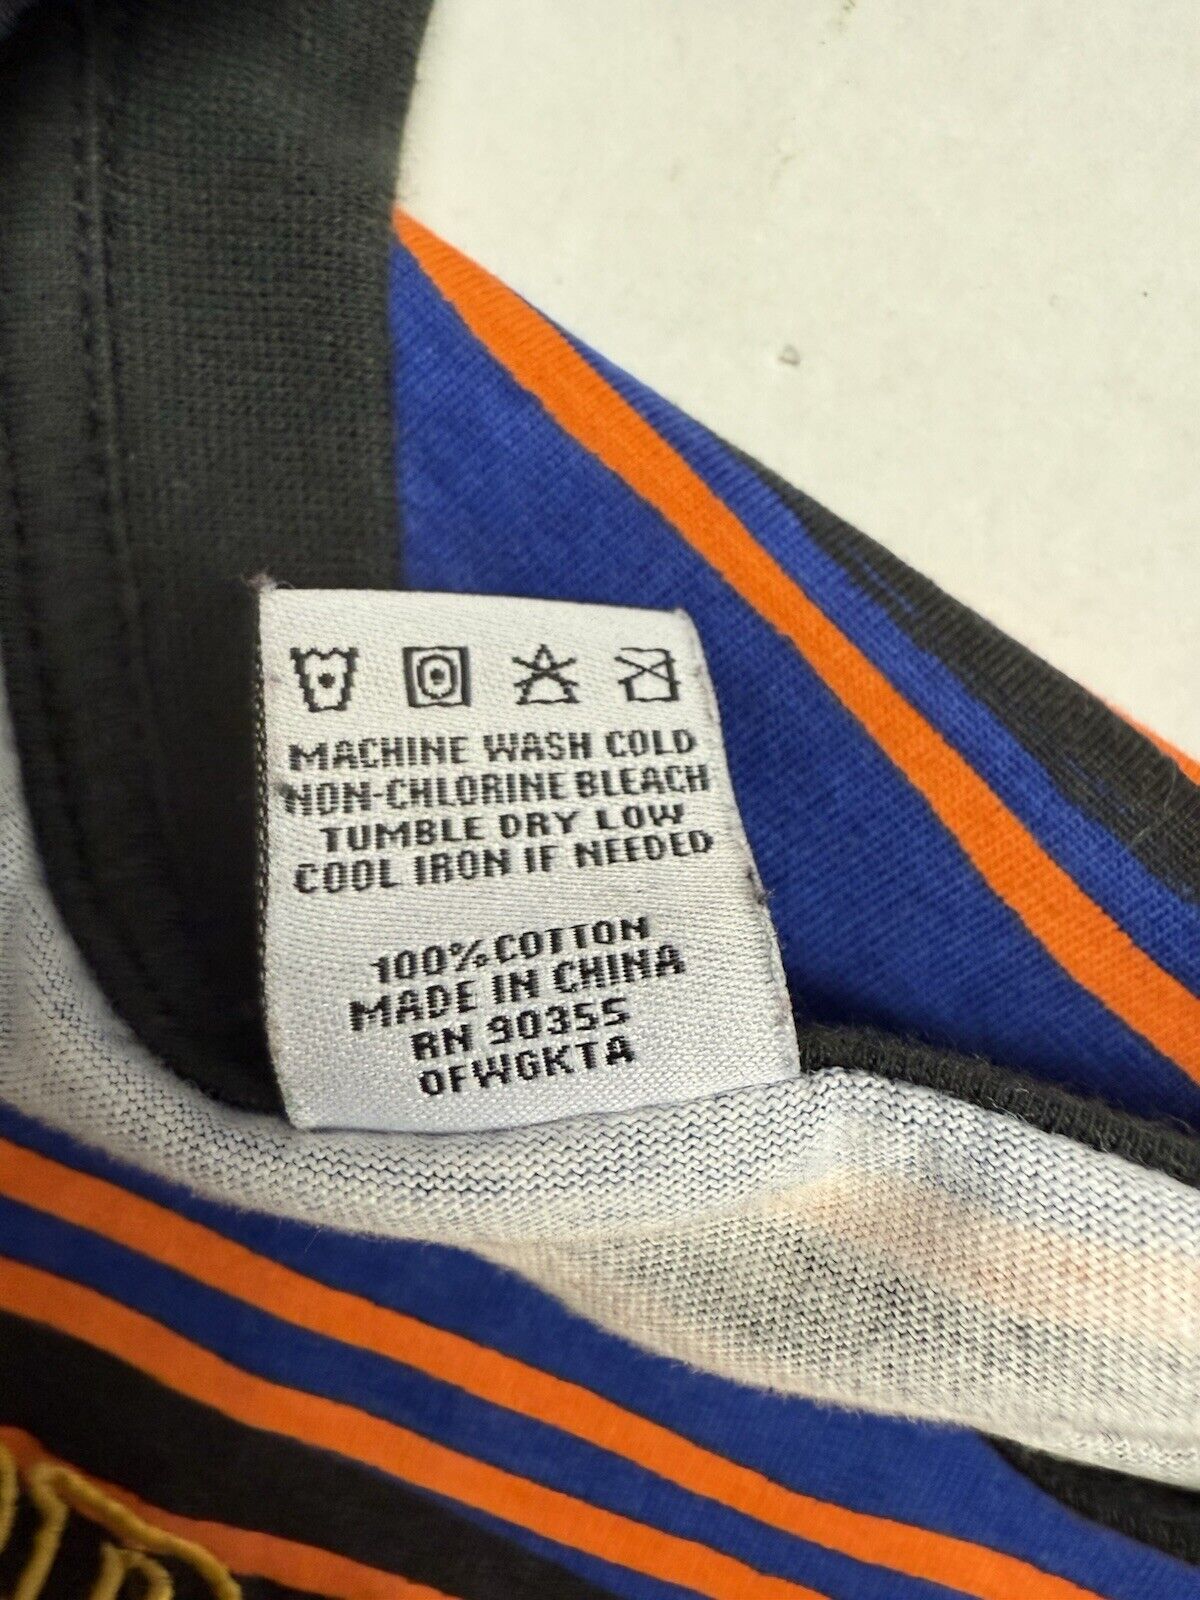 MACHINE WASH COLD
NON-CHLORINE BLEACH
TUMBLE DRY LOW
COOL IRON IF NEEDED
100% COTTON
MADE IN CHINA
RN 90355
OFWGKTA